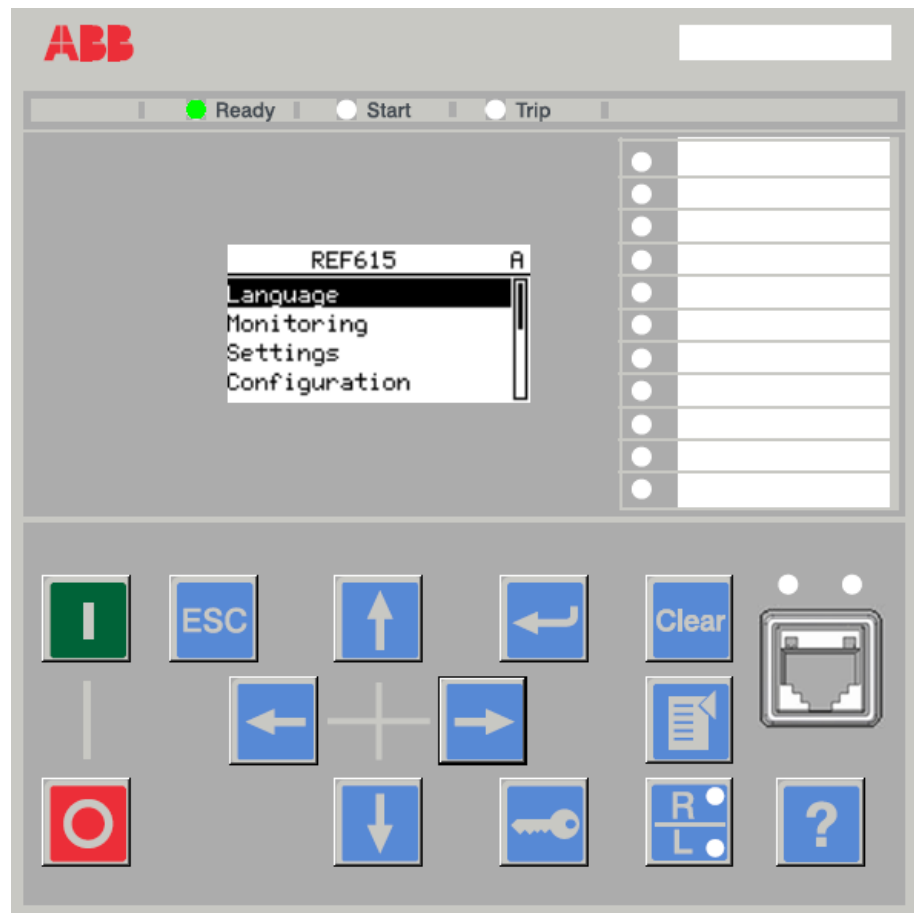 ABB
Ready Start Trip
REF615 A
Language
Monitoring
Settings
Configuration
I ESC Clear
O R L ?